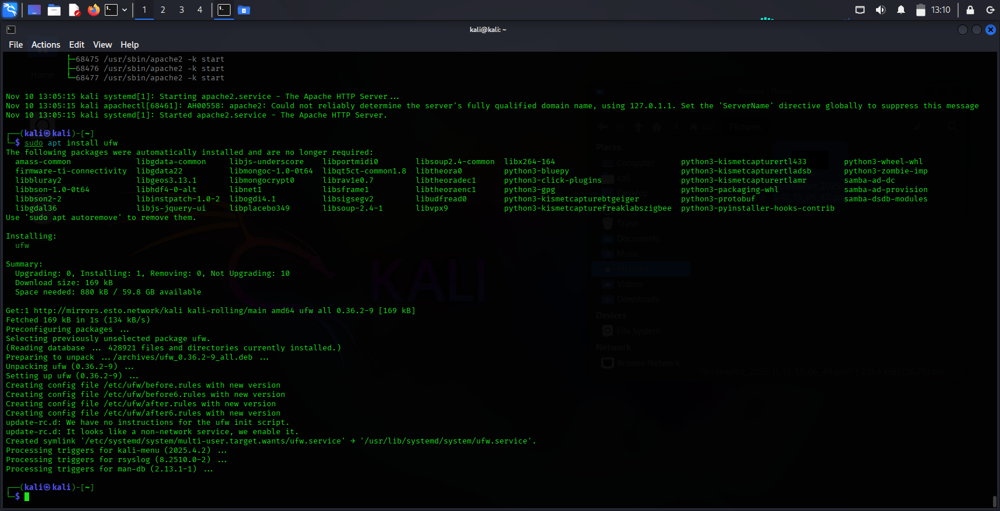 1 2 3 4
13:10
kali@kali: ~
File Actions Edit View Help
├─68475 /usr/sbin/apache2 -k start
├─68476 /usr/sbin/apache2 -k start
└─68477 /usr/sbin/apache2 -k start
Nov 10 13:05:15 kali systemd[1]: Starting apache2.service - The Apache HTTP Server...
Nov 10 13:05:15 kali apachectl[68461]: AH00558: apache2: Could not reliably determine the server's fully qualified domain name, using 127.0.1.1. Set the 'ServerName' directive globally to suppress this message
Nov 10 13:05:15 kali systemd[1]: Started apache2.service - The Apache HTTP Server.
┌──(kali㉿kali)-[~]
└─$ sudo apt install ufw
The following packages were automatically installed and are no longer required:
amass-common libgdata-common libjs-underscore libportmidi0 libsoup2.4-common libx264-164 python3-kismetcapturertl433 python3-wheel-whl
firmware-ti-connectivity libgdata22 libmongoc-1.0-0t64 libqt5ct-common1.8 libtheora0 python3-bluepy python3-kismetcapturertladsb python3-zombie-imp
libbluray2 libgeos3.13.1 libmongocrypt0 librav1e0.7 libtheoradec1 python3-click-plugins python3-kismetcapturertlamr samba-ad-dc
libbson-1.0-0t64 libhdf4-0-alt libnet1 libsframe1 libtheoraenc1 python3-gpg python3-packaging-whl samba-ad-provision
libbson2-2 libinstpatch-1.0-2 libogdi4.1 libsigsegv2 libudfread0 python3-kismetcapturebtgeiger python3-protobuf samba-dsdb-modules
libgdal36 libjs-jquery-ui libplacebo349 libsoup-2.4-1 libvpx9 python3-kismetcapturefreaklabszigbee python3-pyinstaller-hooks-contrib
Use 'sudo apt autoremove' to remove them.
Installing:
ufw
Summary:
Upgrading: 0, Installing: 1, Removing: 0, Not Upgrading: 10
Download size: 169 kB
Space needed: 880 kB / 59.8 GB available
Get:1 http://mirrors.esto.network/kali kali-rolling/main amd64 ufw all 0.36.2-9 [169 kB]
Fetched 169 kB in 1s (134 kB/s)
Preconfiguring packages ...
Selecting previously unselected package ufw.
(Reading database ... 428921 files and directories currently installed.)
Preparing to unpack .../archives/ufw_0.36.2-9_all.deb ...
Unpacking ufw (0.36.2-9) ...
Setting up ufw (0.36.2-9) ...
Creating config file /etc/ufw/before.rules with new version
Creating config file /etc/ufw/before6.rules with new version
Creating config file /etc/ufw/after.rules with new version
Creating config file /etc/ufw/after6.rules with new version
update-rc.d: We have no instructions for the ufw init script.
update-rc.d: It looks like a non-network service, we enable it.
Created symlink '/etc/systemd/system/multi-user.target.wants/ufw.service' → '/usr/lib/systemd/system/ufw.service'.
Processing triggers for kali-menu (2025.4.2) ...
Processing triggers for rsyslog (8.2510.0-2) ...
Processing triggers for man-db (2.13.1-1) ...
┌──(kali㉿kali)-[~]
└─$
Home
KALI
Pictures
Places
Computer
kali
Desktop
Trash
Documents
Music
Pictures
Videos
Downloads
Devices
File System
Network
Browse Network